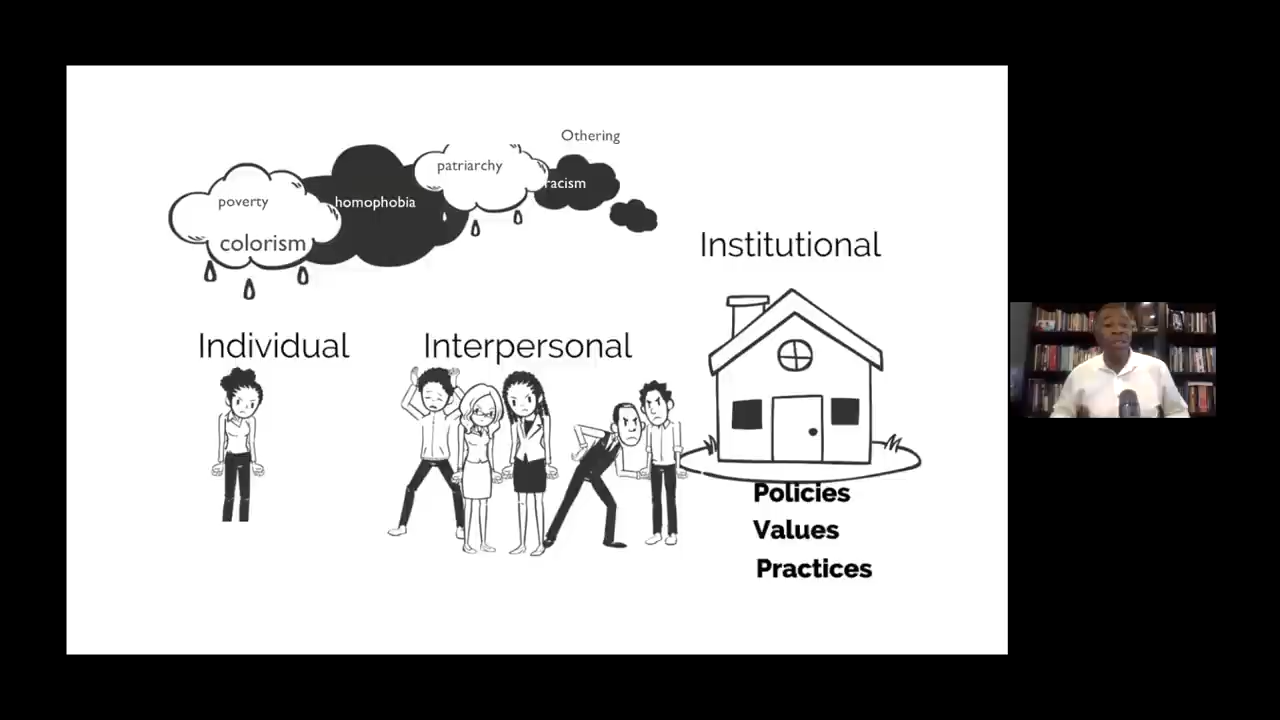 Othering
patriarchy
racism
poverty
homophobia
colorism
Institutional
Individual
Interpersonal
Policies
Values
Practices